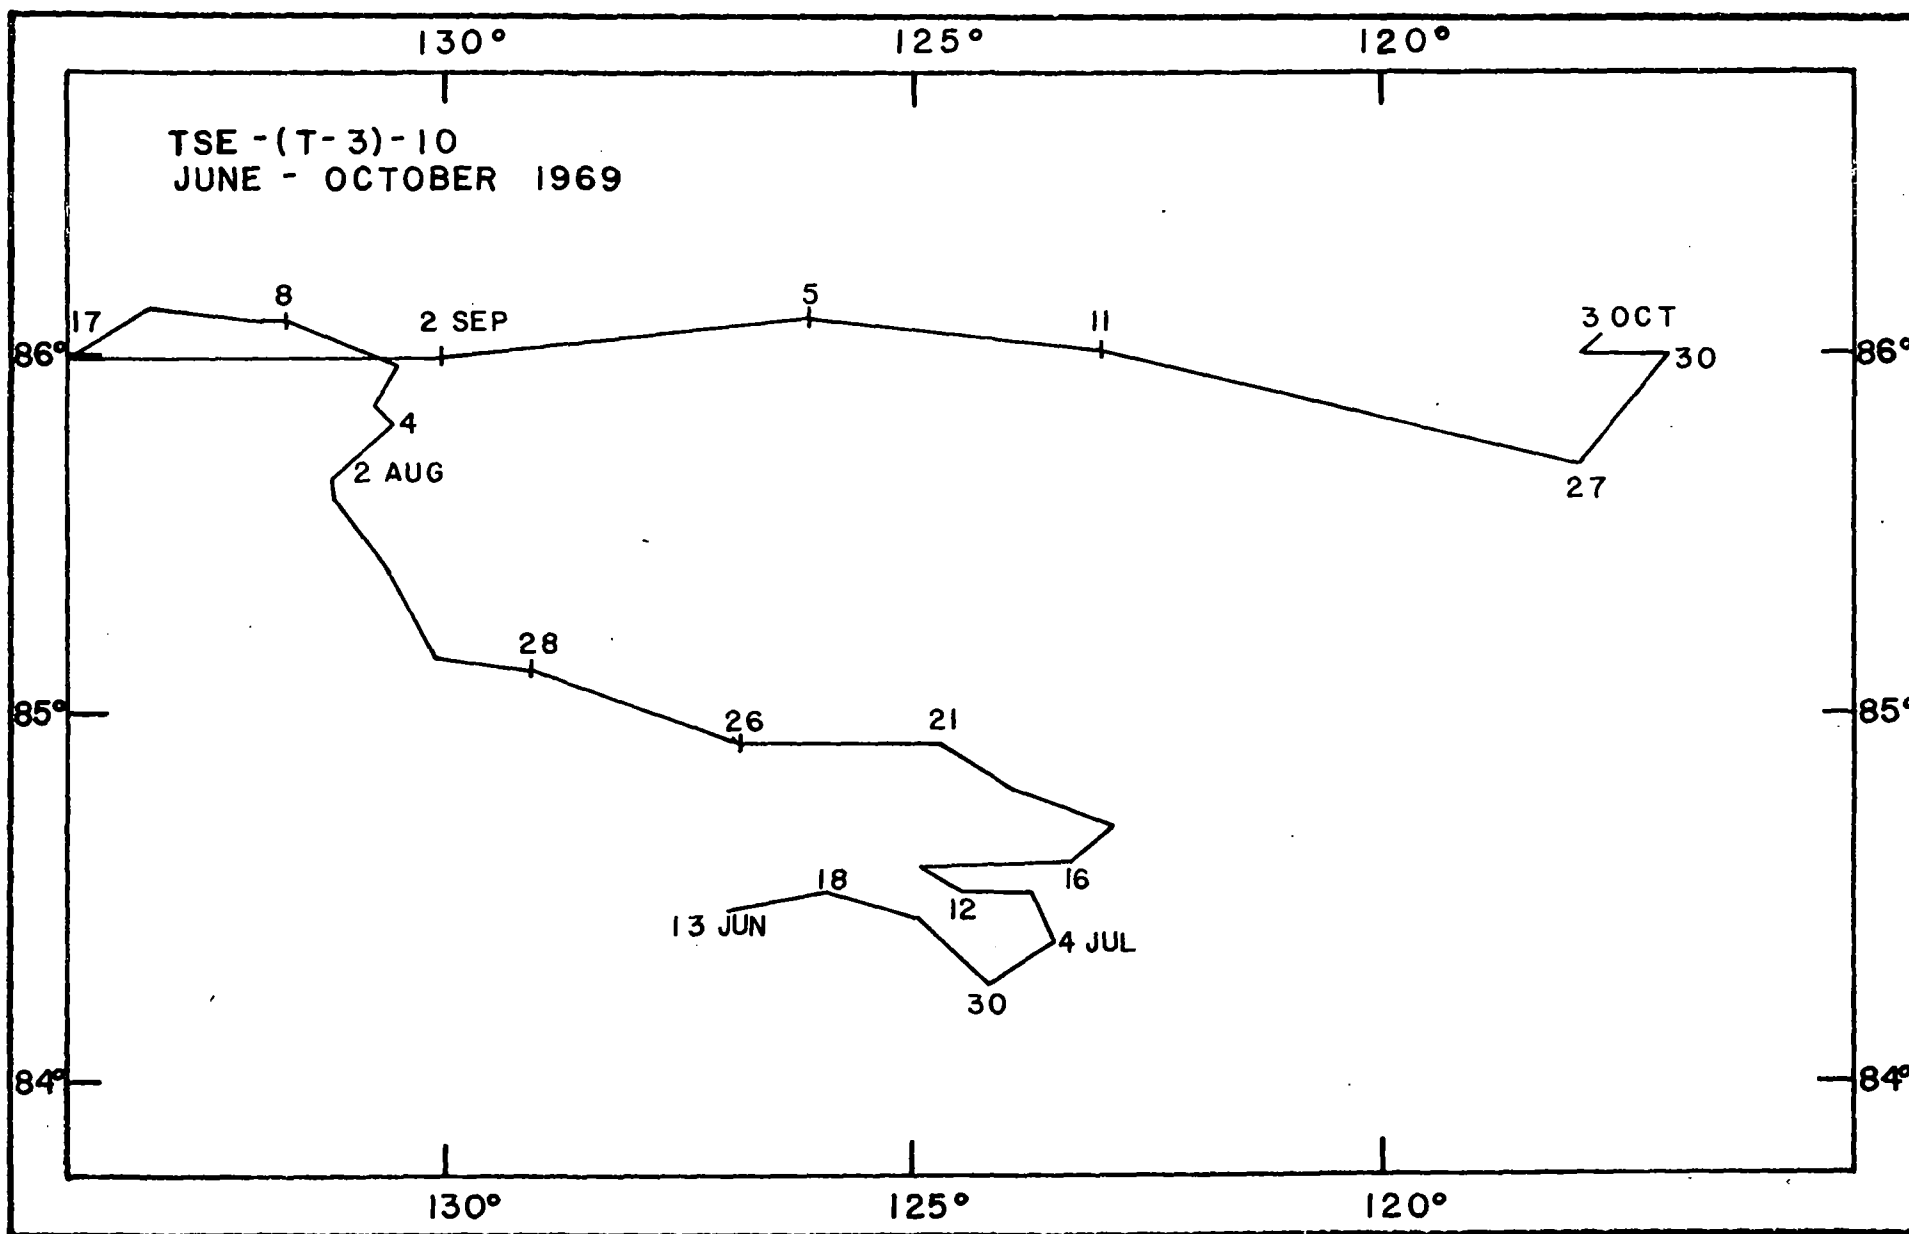 130° 125° 120°
TSE-(T-3)-10
JUNE - OCTOBER 1969
17 8 2 SEP 5 11 3 OCT
86° 30 86°
4
2 AUG 27
28
85° 26 21 85°
18 16
13 JUN 12 4 JUL
30
84° 84°
130° 125° 120°